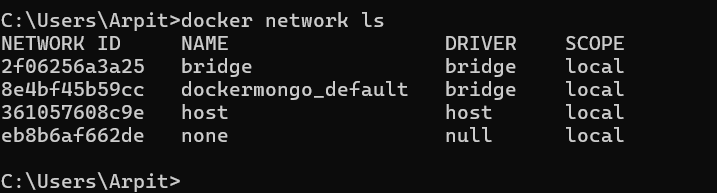 C:\Users\Arpit>docker network ls
NETWORK ID     NAME                  DRIVER    SCOPE
2f06256a3a25   bridge                bridge    local
8e4bf45b59cc   dockermongo_default   bridge    local
361057608c9e   host                  host      local
eb8b6af662de   none                  null      local
C:\Users\Arpit>